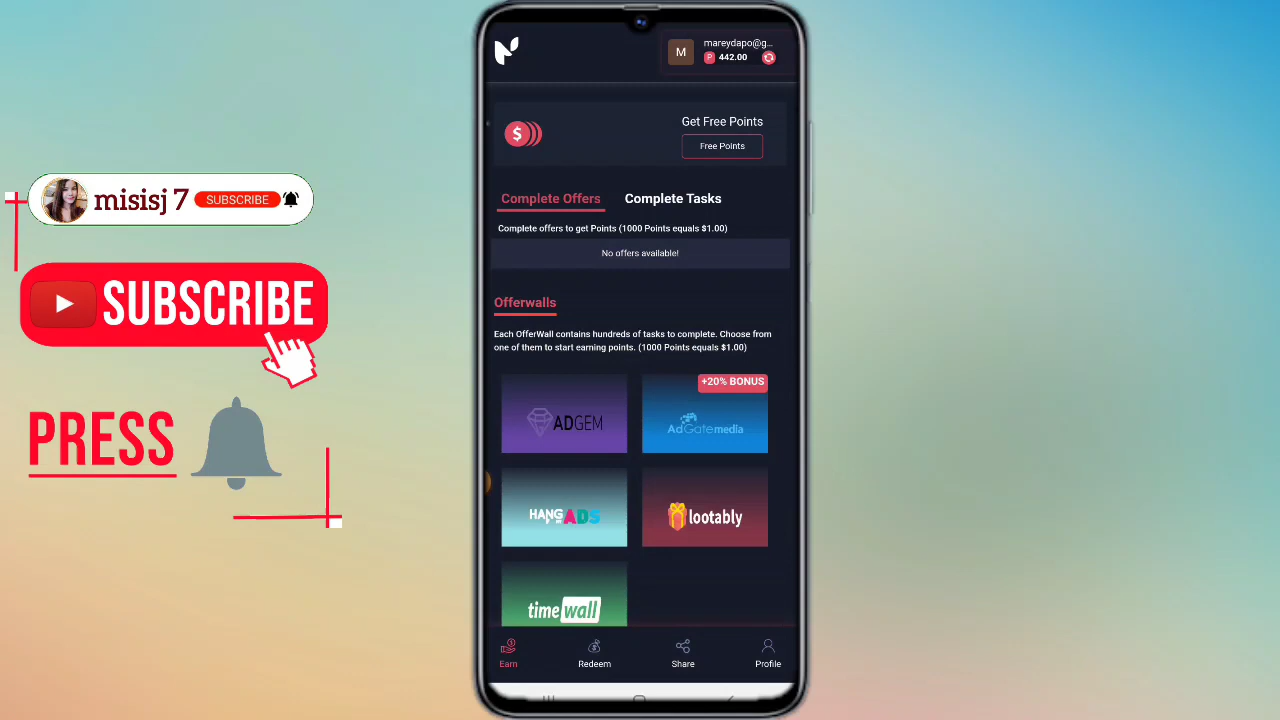 misisj 7 SUBSCRIBE
SUBSCRIBE
PRESS
M
mareydapo@g...
P 442.00
$
Get Free Points
Free Points
Complete Offers Complete Tasks
Complete offers to get Points (1000 Points equals $1.00)
No offers available!
Offerwalls
Each OfferWall contains hundreds of tasks to complete. Choose from
one of them to start earning points. (1000 Points equals $1.00)
ADGEM
+20% BONUS
AdGatemedia
HANG MY ADS
lootably
timewall
Earn Redeem Share Profile